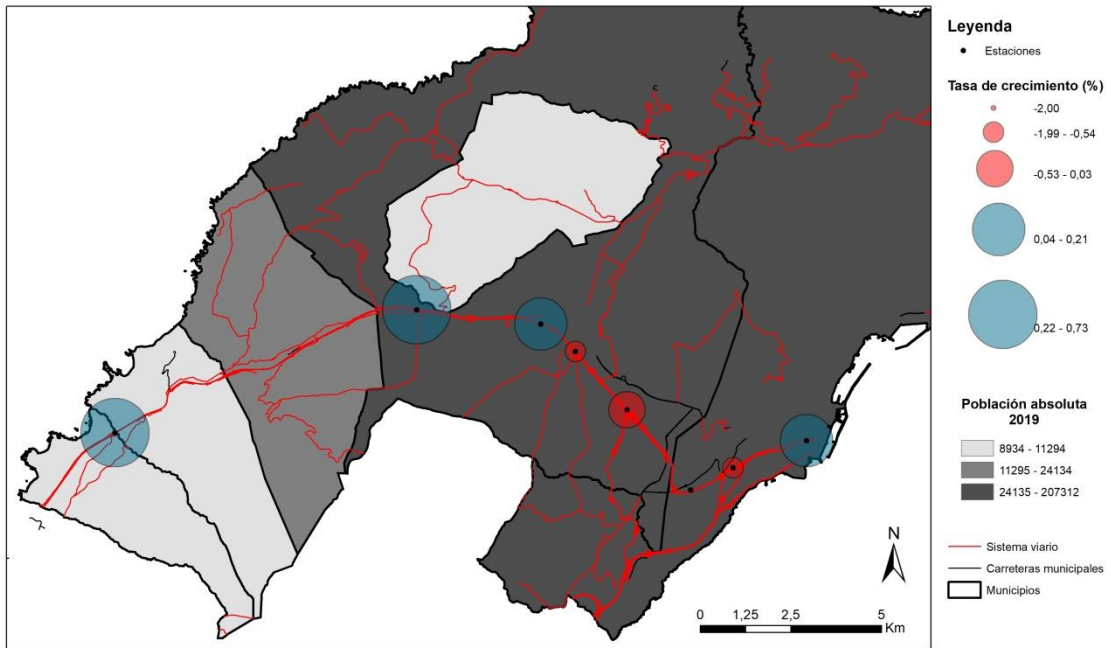 Leyenda
Estaciones
Tasa de crecimiento (%)
-2,00
-1,99 - -0,54
-0,53 - 0,03
0,04 - 0,21
0,22 - 0,73
Población absoluta
2019
8934 - 11294
11295 - 24134
24135 - 207312
Sistema viario
Carreteras municipales
Municipios
N
0 1,25 2,5 5
Km